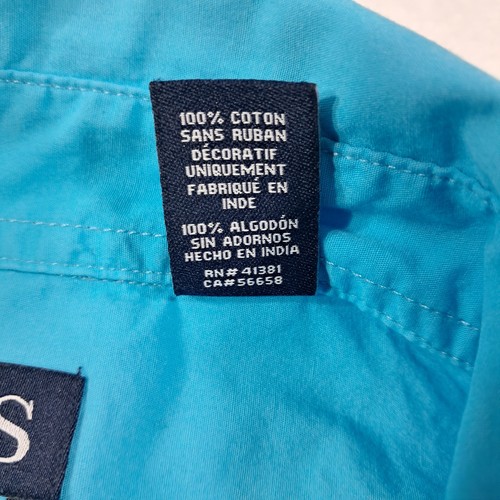 100% COTON
SANS RUBAN
DÉCORATIF
UNIQUEMENT
FABRIQUÉ EN
INDE
100% ALGODÓN
SIN ADORNOS
HECHO EN INDIA
RN# 41381
CA#56658
S